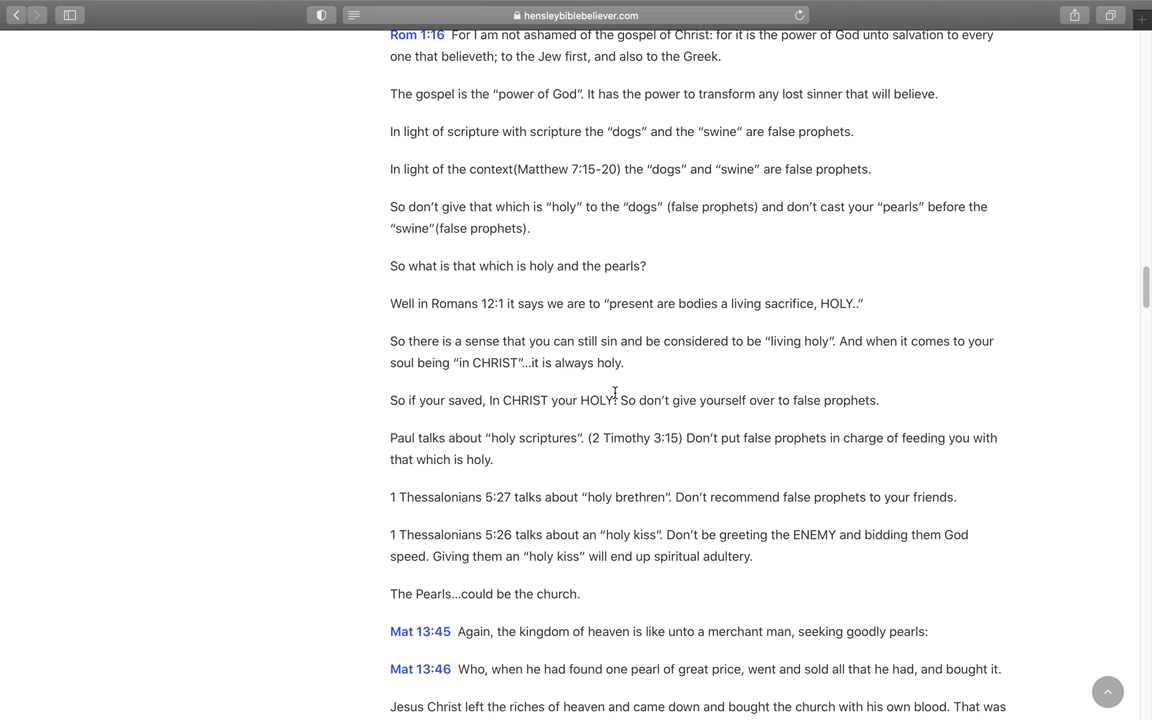 hensleybiblebeliever.com
Rom 1:16 For I am not ashamed of the gospel of Christ: for it is the power of God unto salvation to every
one that believeth; to the Jew first, and also to the Greek.
The gospel is the “power of God”. It has the power to transform any lost sinner that will believe.
In light of scripture with scripture the “dogs” and the “swine” are false prophets.
In light of the context(Matthew 7:15-20) the “dogs” and “swine” are false prophets.
So don’t give that which is “holy” to the “dogs” (false prophets) and don’t cast your “pearls” before the
“swine”(false prophets).
So what is that which is holy and the pearls?
Well in Romans 12:1 it says we are to “present are bodies a living sacrifice, HOLY..”
So there is a sense that you can still sin and be considered to be “living holy”. And when it comes to your
soul being “in CHRIST”...it is always holy.
So if your saved, In CHRIST your HOLY! So don’t give yourself over to false prophets.
Paul talks about “holy scriptures”. (2 Timothy 3:15) Don’t put false prophets in charge of feeding you with
that which is holy.
1 Thessalonians 5:27 talks about “holy brethren”. Don’t recommend false prophets to your friends.
1 Thessalonians 5:26 talks about an “holy kiss”. Don’t be greeting the ENEMY and bidding them God
speed. Giving them an “holy kiss” will end up spiritual adultery.
The Pearls...could be the church.
Mat 13:45 Again, the kingdom of heaven is like unto a merchant man, seeking goodly pearls:
Mat 13:46 Who, when he had found one pearl of great price, went and sold all that he had, and bought it.
Jesus Christ left the riches of heaven and came down and bought the church with his own blood. That was